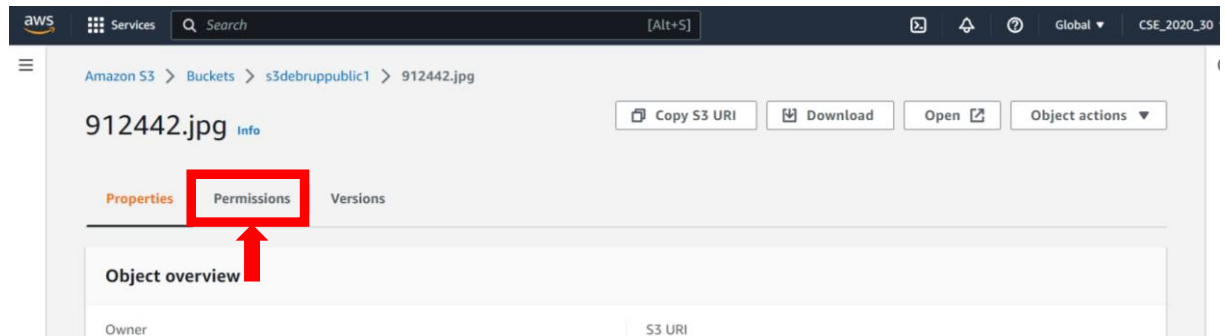 aws Services Search [Alt+S] Global CSE_2020_30
Amazon S3 > Buckets > s3debruppublic1 > 912442.jpg
912442.jpg Info Copy S3 URI Download Open Object actions
Properties Permissions Versions
Object overview
Owner S3 URI